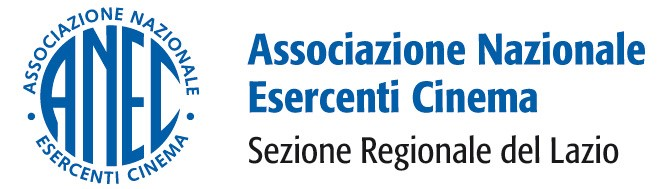 ASSOCIAZIONE NAZIONALE
ANEC
• ESERCENTI CINEMA •
Associazione Nazionale
Esercenti Cinema
Sezione Regionale del Lazio